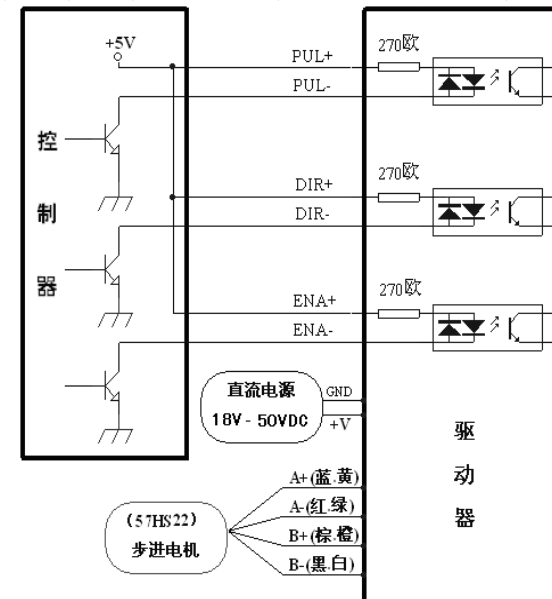 +5V
PUL+
270欧
PUL-
控
制
器
DIR+
270欧
DIR-
ENA+
270欧
ENA-
直流电源
18V - 50VDC
GND
+V
驱
动
器
(57HS22)
步进电机
A+(蓝.黄)
A-(红.绿)
B+(棕.橙)
B-(黑.白)